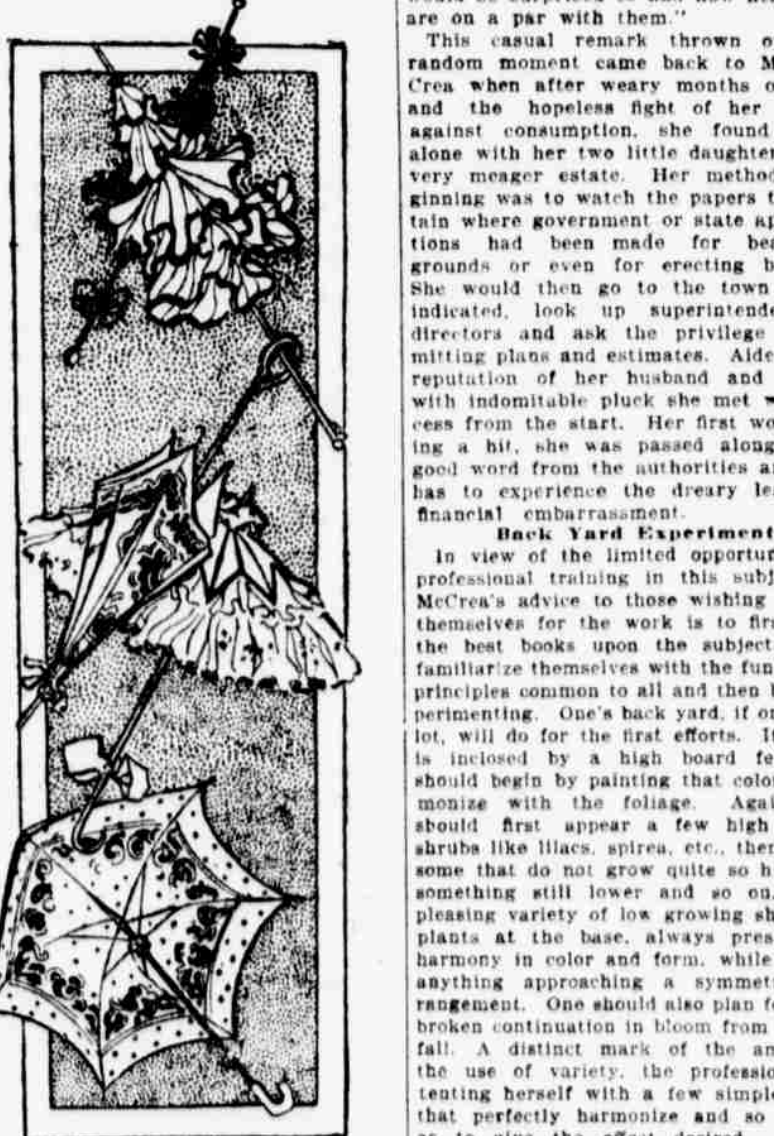 are on a par with them."
This casual remark thrown o
random moment came back to M
Crea when after weary months o
and the hopeless fight of her
against consumption, she found
alone with her two little daughter
very meager estate. Her method
ginning was to watch the papers t
tain where government or state ap
tions had been made for bea
grounds or even for erecting b
She would then go to the town
indicated, look up superintende
directors and ask the privilege
mitting plans and estimates. Aide
reputation of her husband and
with indomitable pluck she met w
cess from the start. Her first wo
ing a hit, she was passed along
good word from the authorities a
has to experience the dreary le
financial embarrassment.
Back Yard Experiment
In view of the limited opportun
professional training in this subj
McCrea's advice to those wishing
themselves for the work is to firs
the best books upon the subject
familiarize themselves with the fun
principles common to all and then
perimenting. One's back yard, if on
lot, will do for the first efforts. It
is inclosed by a high board fe
should begin by painting that color
monize with the foliage. Agai
should first appear a few high
shrubs like lilacs, spirea, etc., then
some that do not grow quite so h
something still lower and so on
pleasing variety of low growing sh
plants at the base, always pres
harmony in color and form, while
anything approaching a symmet
rangement. One should also plan fo
broken continuation in bloom from
fall. A distinct mark of the am
the use of variety, the professio
tenting herself with a few simple
that perfectly harmonize and so